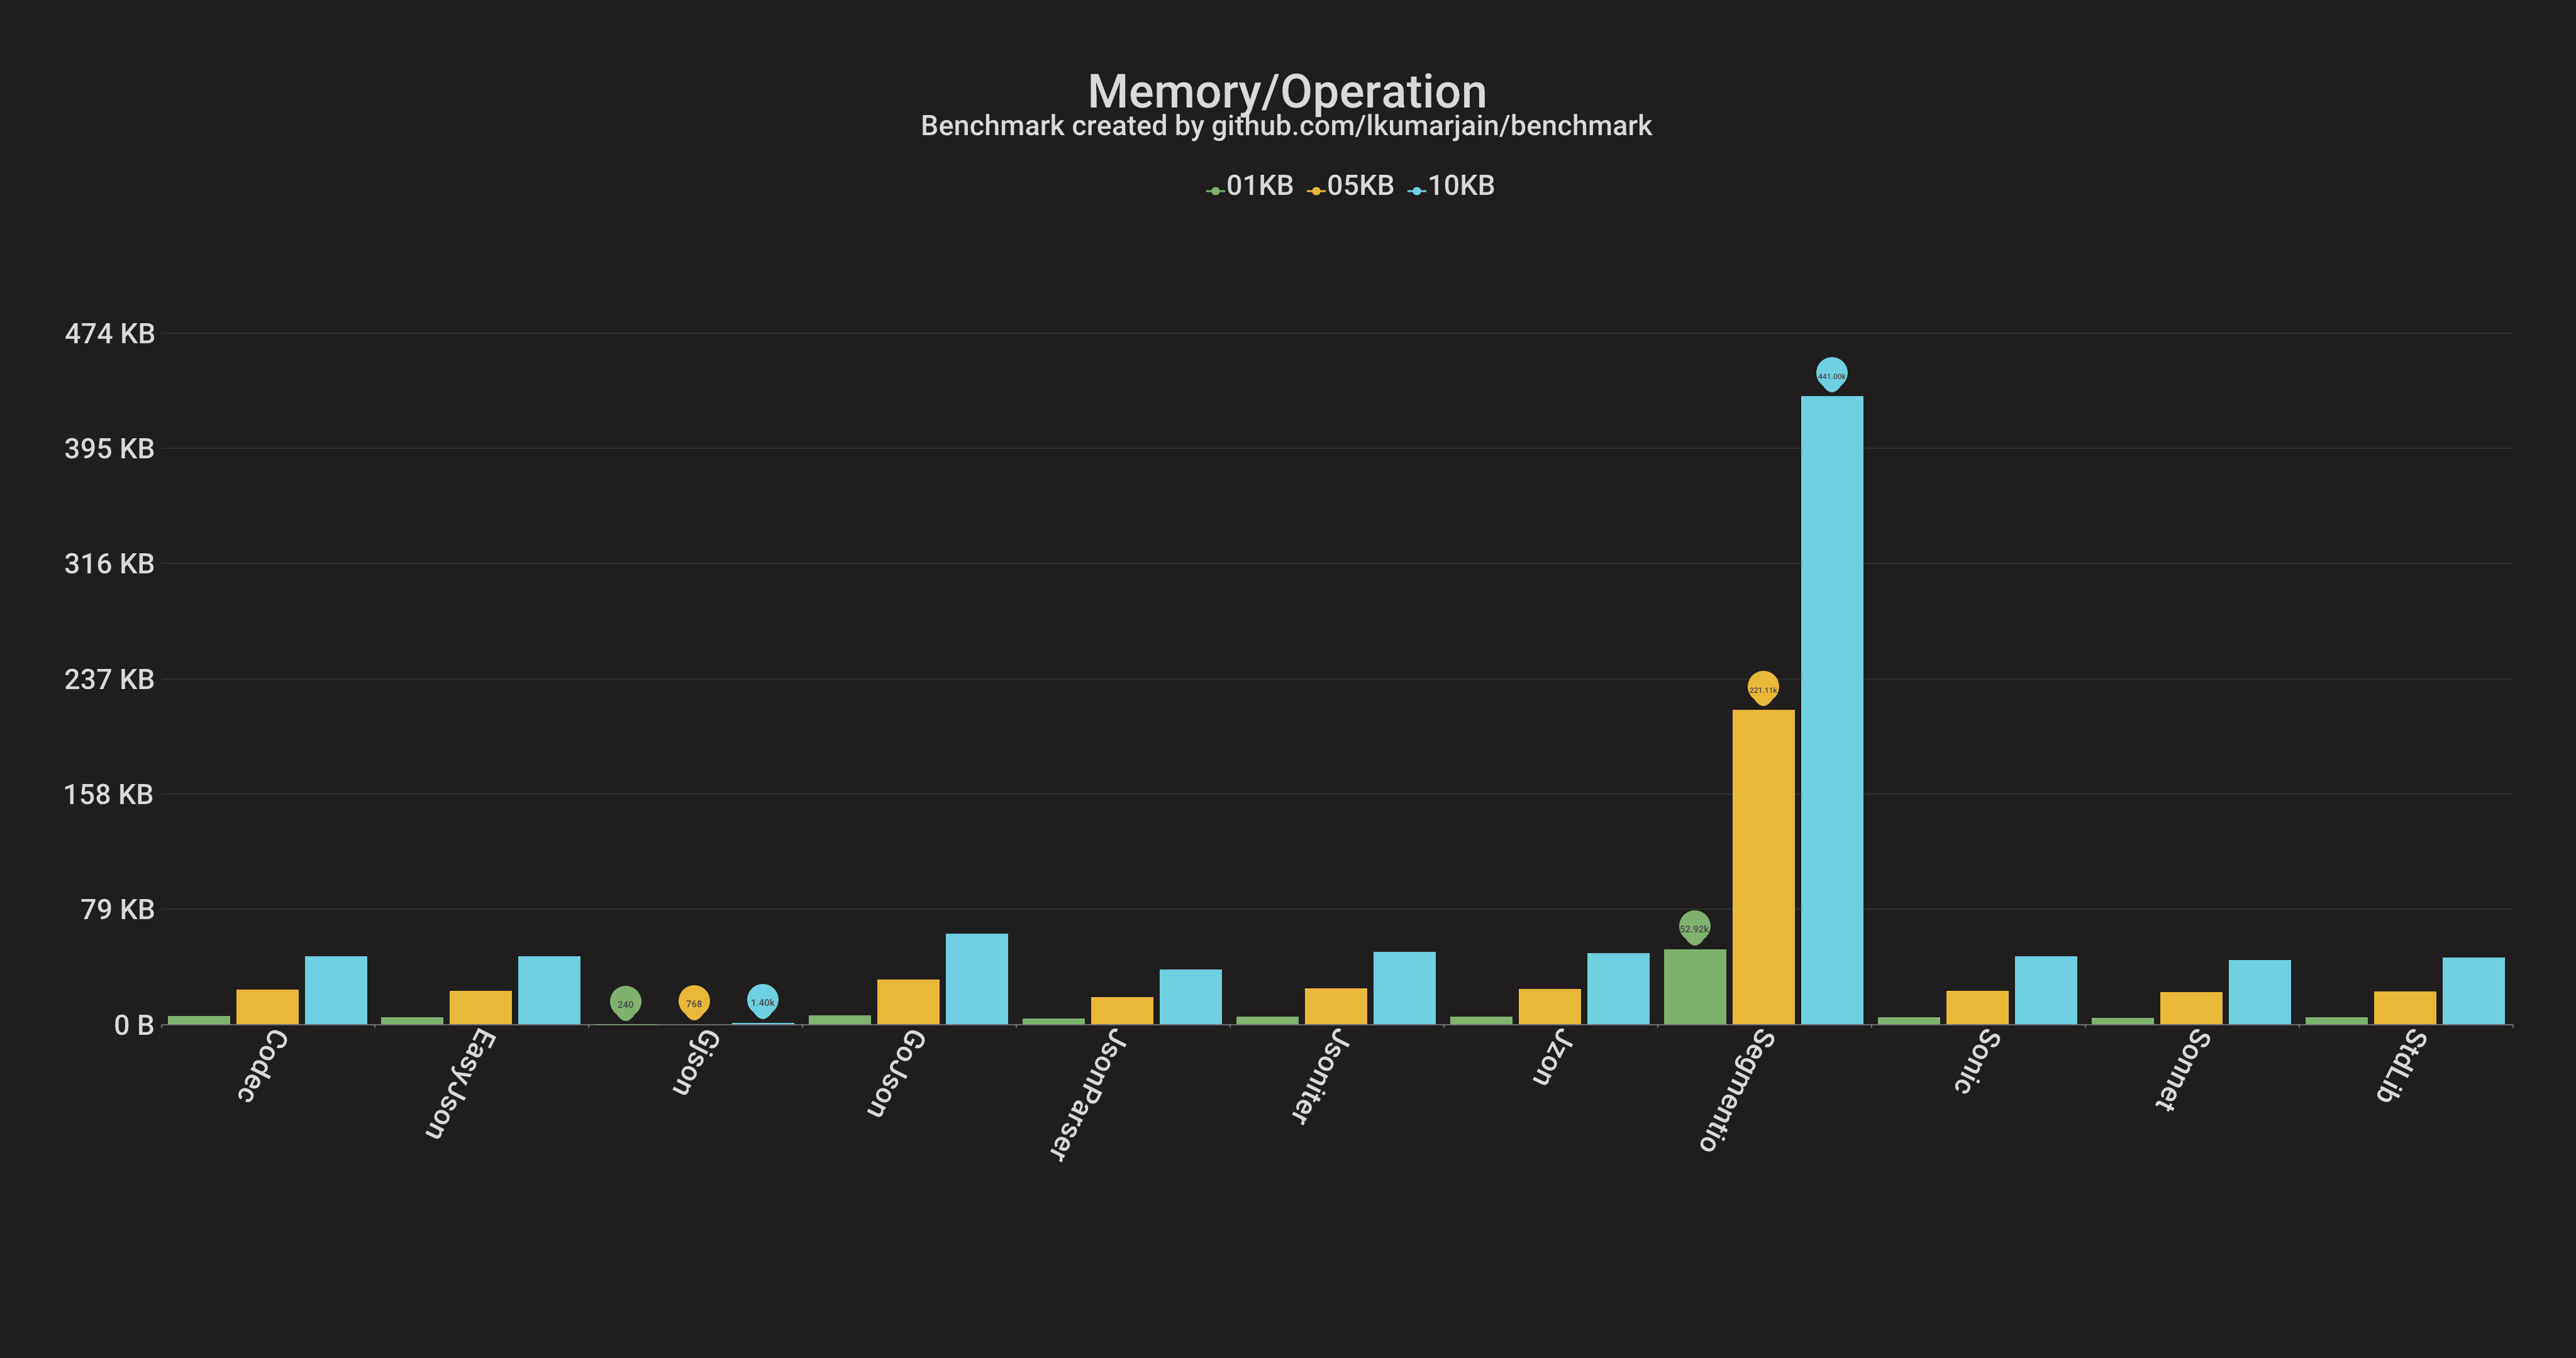 Memory/Operation
Benchmark created by github.com/lkumarjain/benchmark
01KB 05KB 10KB
474 KB
395 KB
316 KB
237 KB
158 KB
79 KB
0 B
441.00k
221.11k
52.92k
240
768
1.40k
Codec
EasyJson
Gjson
GoJson
JsonParser
Jsoniter
Jzon
Segmentio
Sonic
Sonnet
StdLib